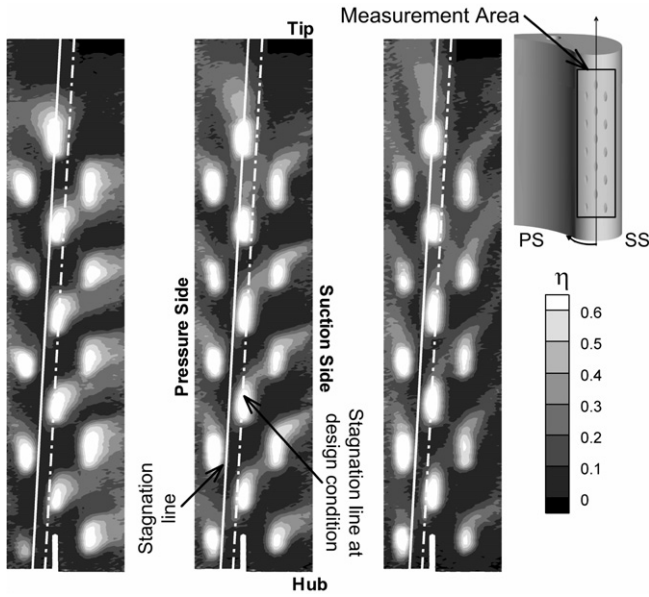 Measurement Area
Tip
PS
SS
η
0.6
0.5
0.4
0.3
0.2
0.1
0
Pressure Side
Suction Side
Stagnation
line
Stagnation line at
design condition
Hub